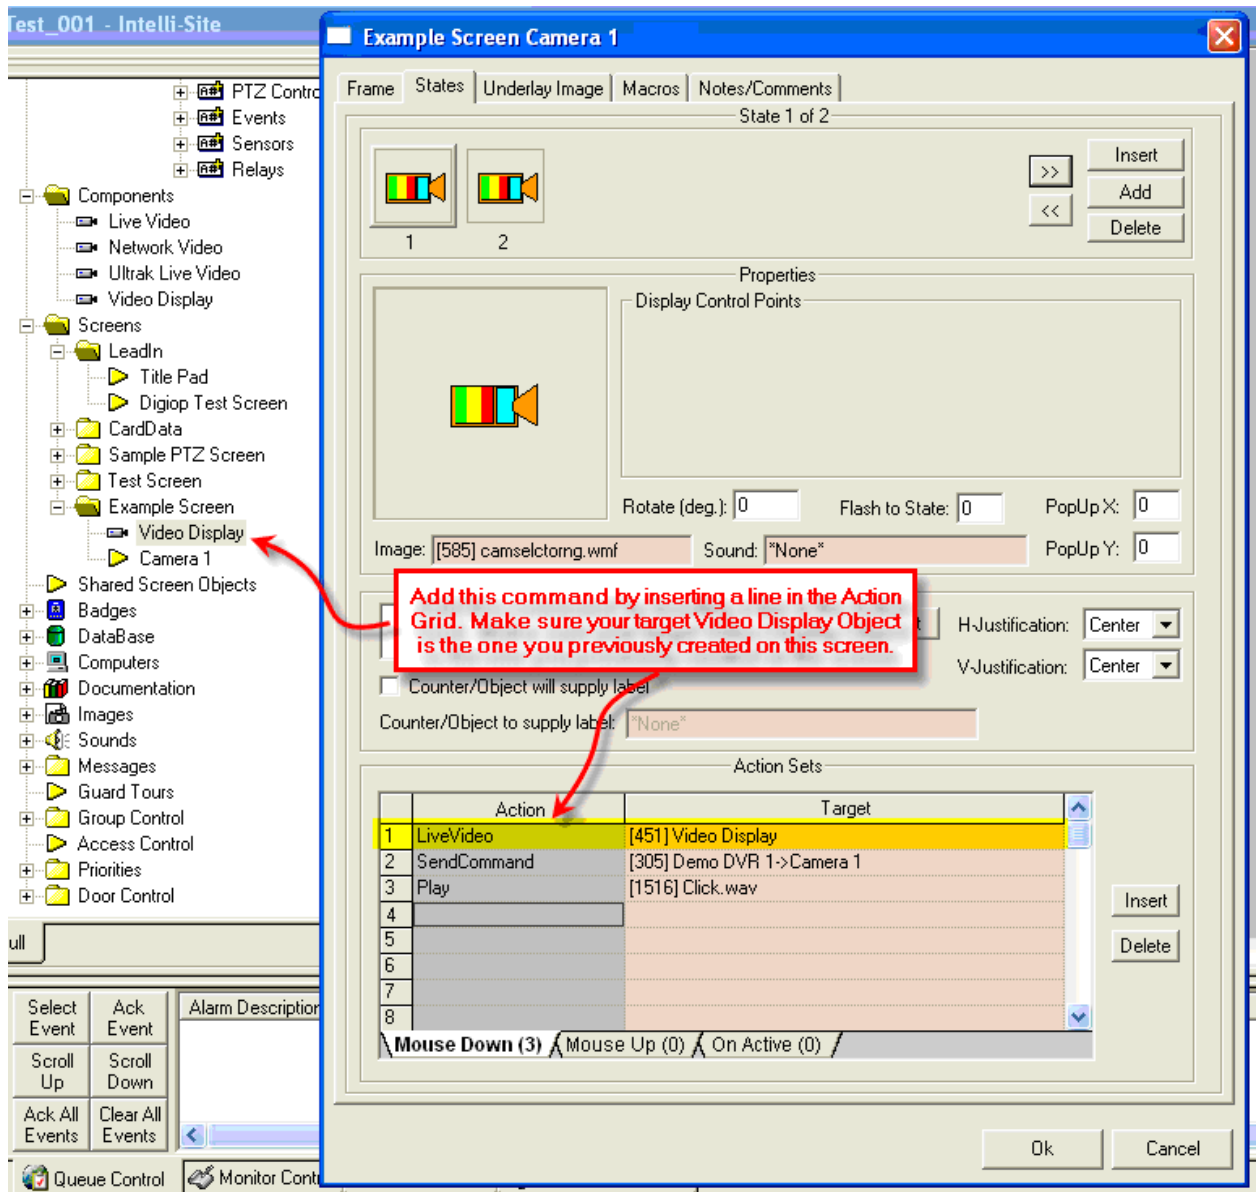 Test_001 - Intelli-Site
Example Screen Camera 1
PTZ Contro
Events
Sensors
Relays
Components
Live Video
Network Video
Ultrak Live Video
Video Display
Screens
LeadIn
Title Pad
Digiop Test Screen
CardData
Sample PTZ Screen
Test Screen
Example Screen
Video Display
Camera 1
Shared Screen Objects
Badges
DataBase
Computers
Documentation
Images
Sounds
Messages
Guard Tours
Group Control
Access Control
Priorities
Door Control
ull
Frame States Underlay Image Macros Notes/Comments
State 1 of 2
1 2
>>
<<
Insert
Add
Delete
Properties
Display Control Points
Rotate (deg.): 0 Flash to State: 0 PopUp X: 0
Image: [585] camselctorng.wmf Sound: *None* PopUp Y: 0
Add this command by inserting a line in the Action
Grid. Make sure your target Video Display Object
is the one you previously created on this screen.
H-Justification: Center
V-Justification: Center
Counter/Object will supply label
Counter/Object to supply label: *None*
Action Sets
Action Target
1 LiveVideo [451] Video Display
2 SendCommand [305] Demo DVR 1->Camera 1
3 Play [1516] Click.wav
4
5
6
7
8
Insert
Delete
Mouse Down (3) Mouse Up (0) On Active (0)
Ok Cancel
Select Event
Ack Event
Alarm Description
Scroll Up
Scroll Down
Ack All Events
Clear All Events
Queue Control Monitor Cont